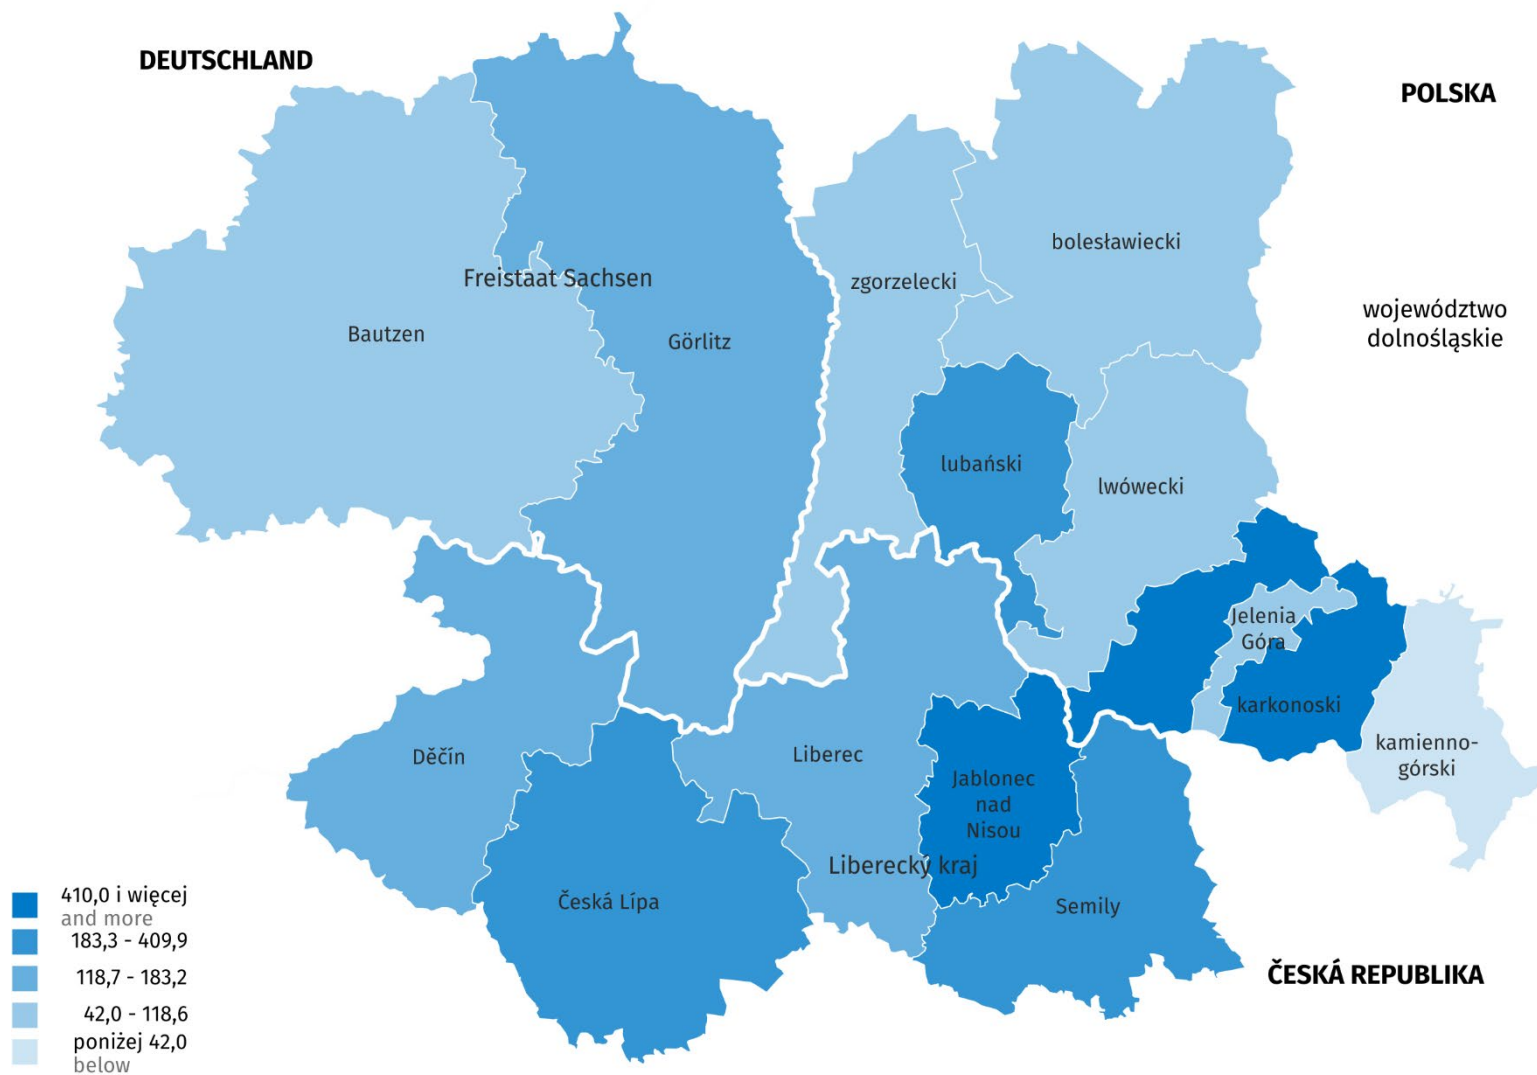 DEUTSCHLAND
POLSKA
bolesławiecki
Freistaat Sachsen
zgorzelecki
województwo
dolnośląskie
Bautzen
Görlitz
lubański
lwówecki
Jelenia
Góra
karkonoski
kamienno-
górski
Děčín
Liberec
Jablonec
nad
Nisou
Liberecký kraj
Česká Lípa
Semily
ČESKÁ REPUBLIKA
410,0 i więcej
and more
183,3 - 409,9
118,7 - 183,2
42,0 - 118,6
poniżej 42,0
below